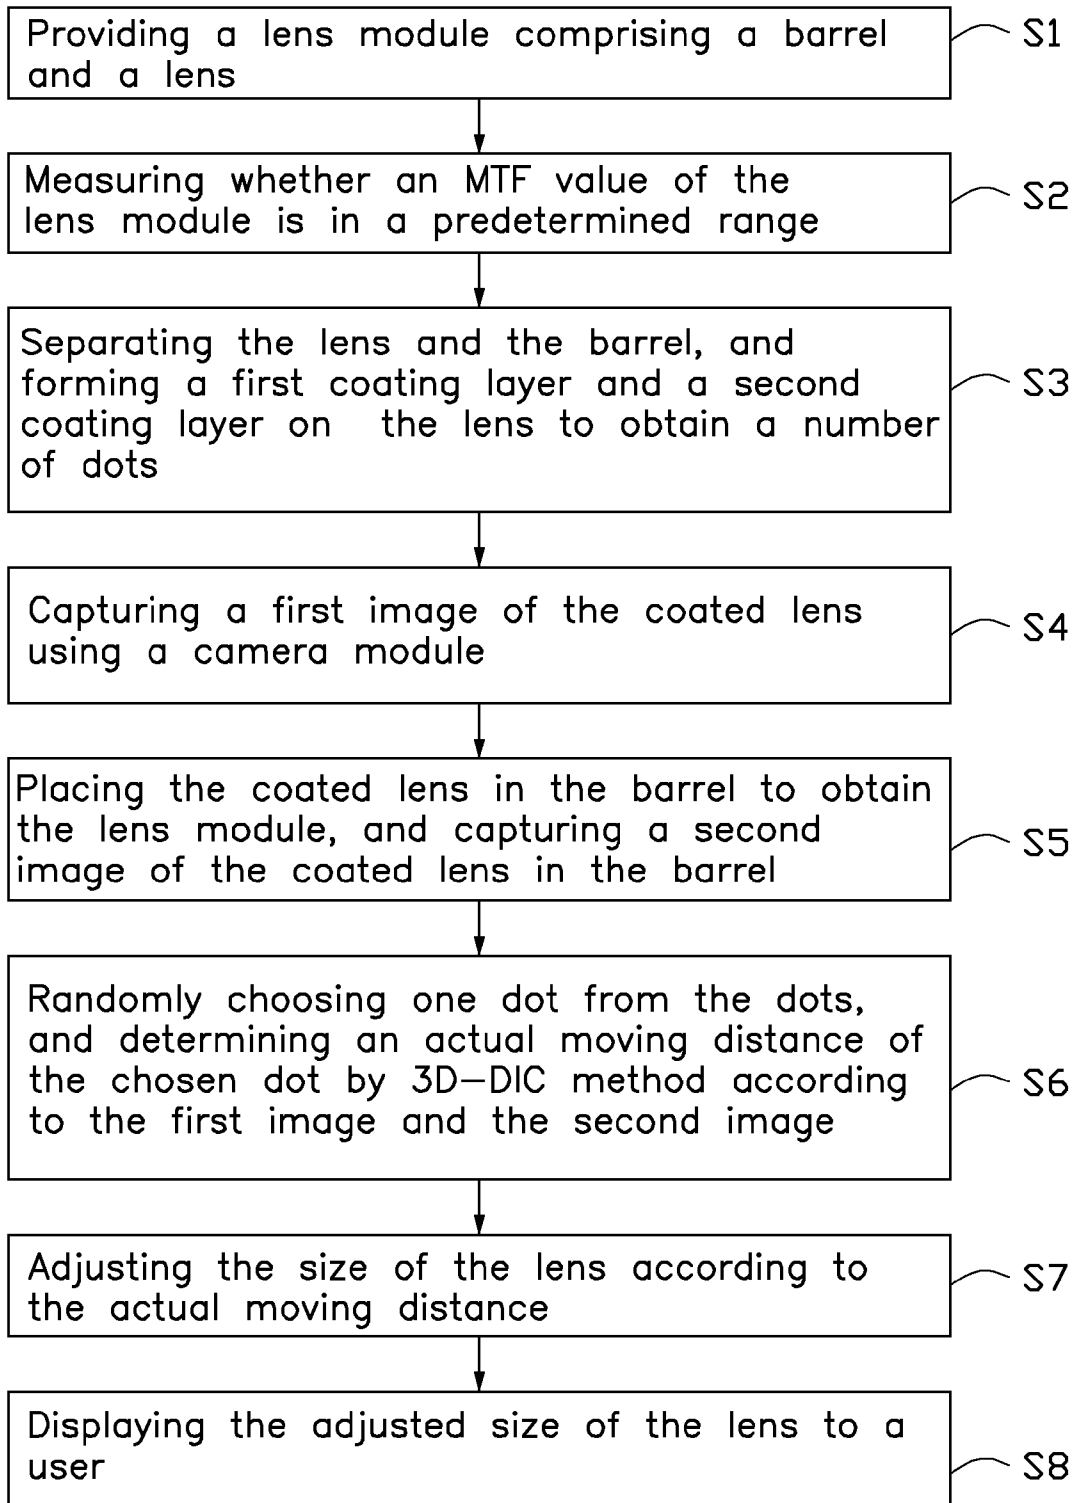 Providing a lens module comprising a barrel
and a lens
S1
Measuring whether an MTF value of the
lens module is in a predetermined range
S2
Separating the lens and the barrel, and
forming a first coating layer and a second
coating layer on the lens to obtain a number
of dots
S3
Capturing a first image of the coated lens
using a camera module
S4
Placing the coated lens in the barrel to obtain
the lens module, and capturing a second
image of the coated lens in the barrel
S5
Randomly choosing one dot from the dots,
and determining an actual moving distance of
the chosen dot by 3D-DIC method according
to the first image and the second image
S6
Adjusting the size of the lens according to
the actual moving distance
S7
Displaying the adjusted size of the lens to a
user
S8